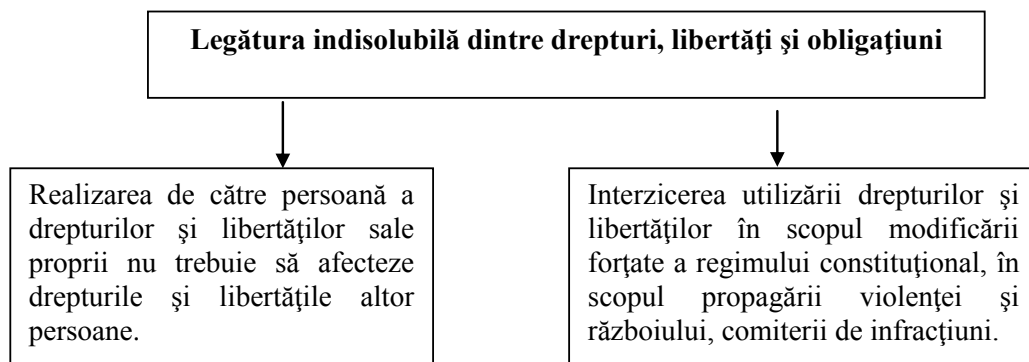 Legătura indisolubilă dintre drepturi, libertăţi şi obligaţiuni
Realizarea de către persoană a
drepturilor şi libertăţilor sale
proprii nu trebuie să afecteze
drepturile şi libertăţile altor
persoane.
Interzicerea utilizării drepturilor şi
libertăţilor în scopul modificării
forţate a regimului constituţional, în
scopul propagării violenţei şi
războiului, comiterii de infracţiuni.